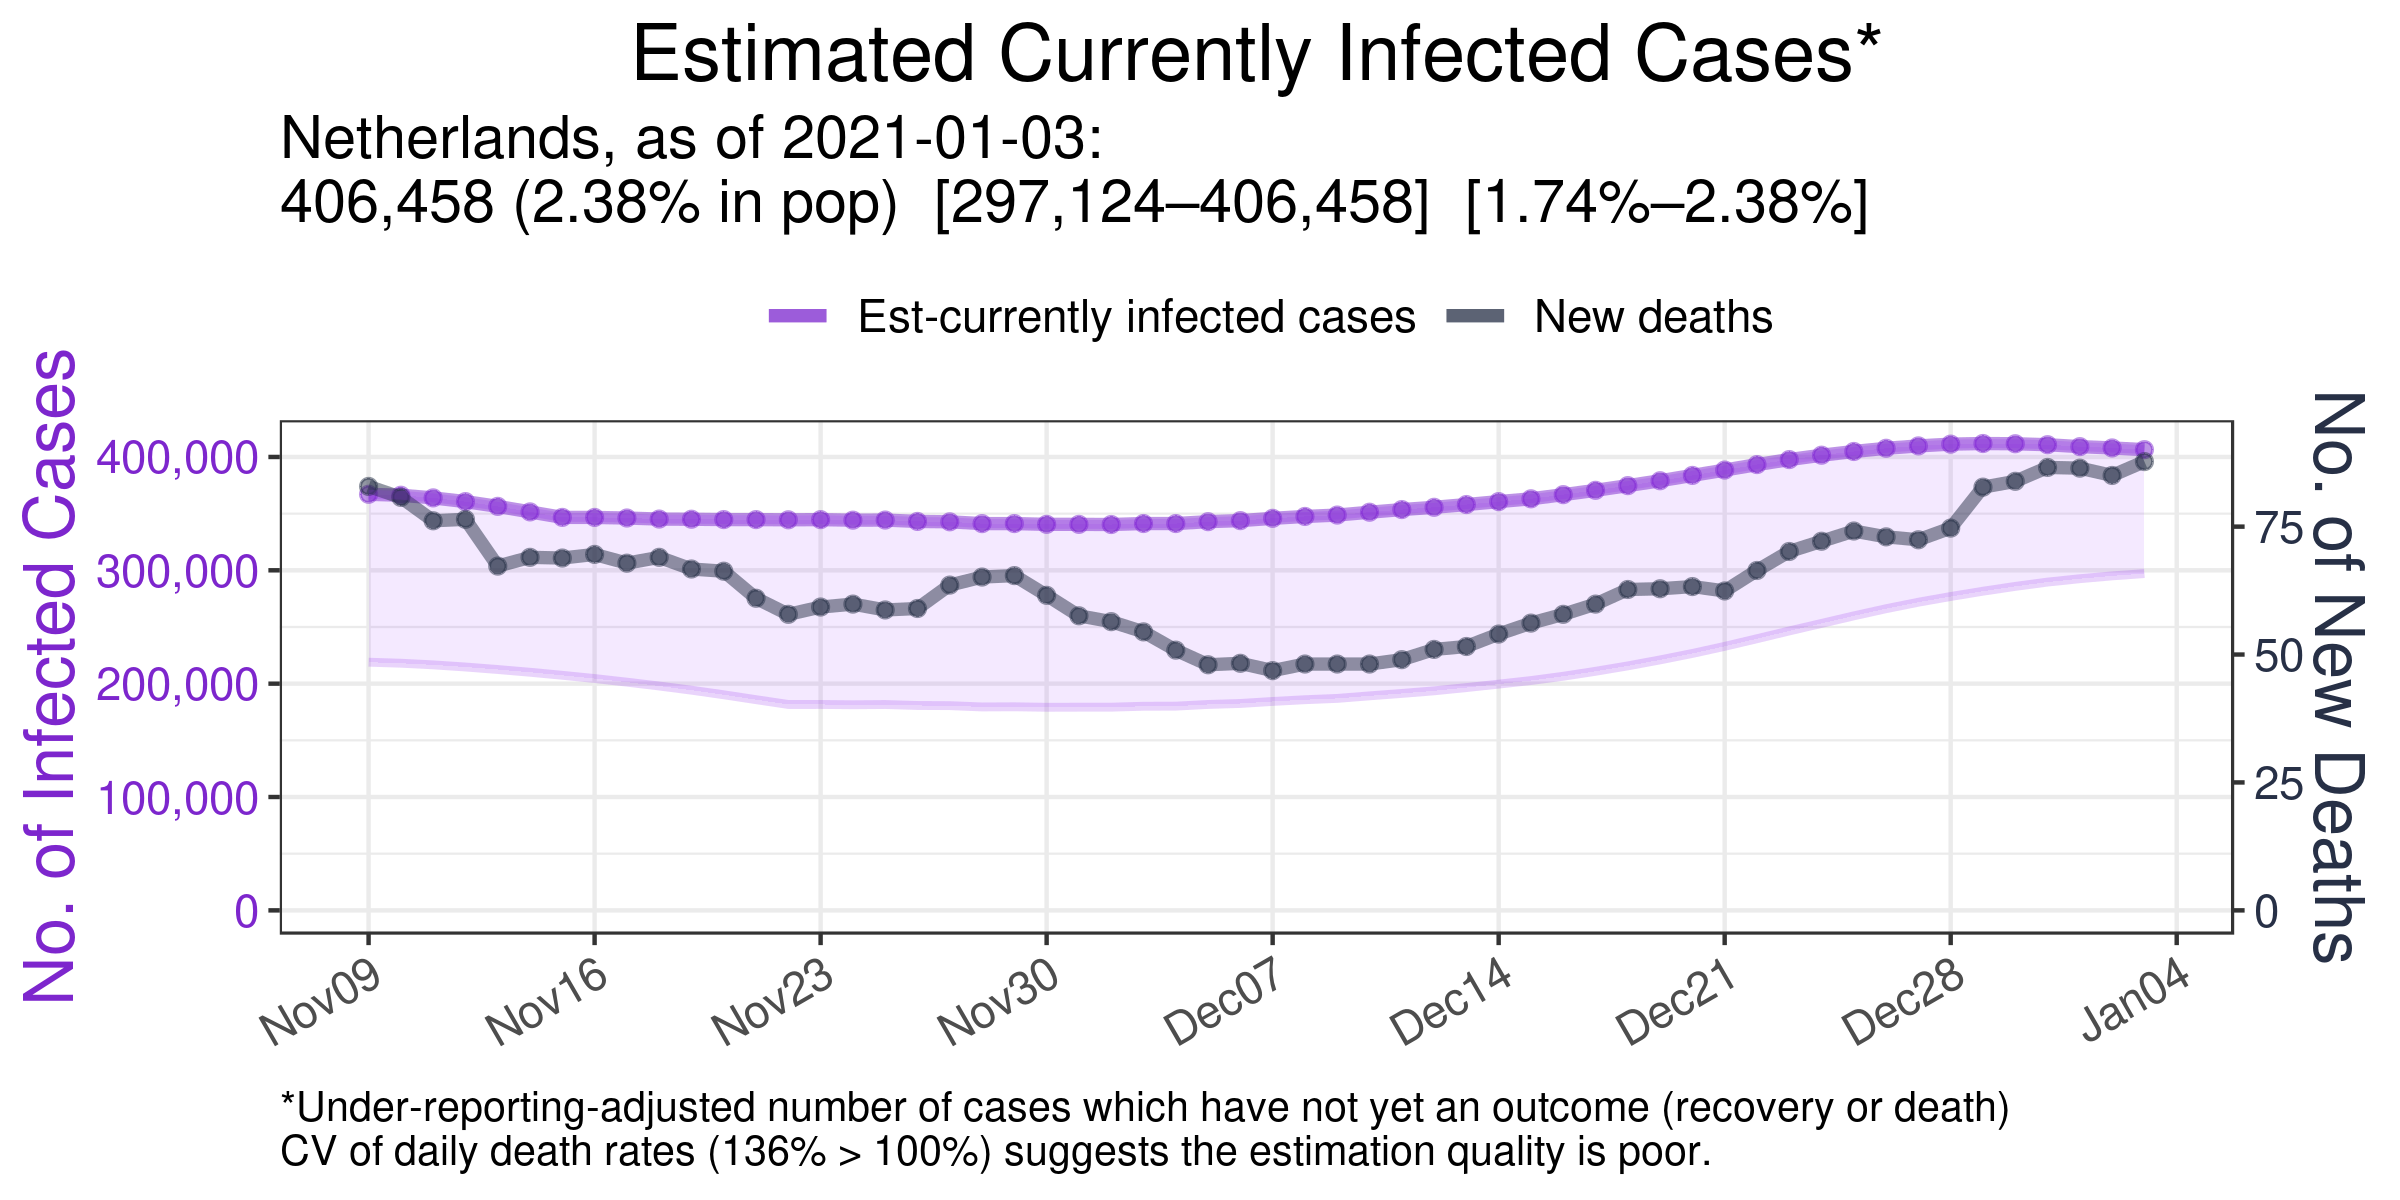 Estimated Currently Infected Cases*
Netherlands, as of 2021-01-03:
406,458 (2.38% in pop)  [297,124–406,458]  [1.74%–2.38%]
Est-currently infected cases
New deaths
No. of Infected Cases
400,000
300,000
200,000
100,000
0
No. of New Deaths
75
50
25
0
Nov09
Nov16
Nov23
Nov30
Dec07
Dec14
Dec21
Dec28
Jan04
*Under-reporting-adjusted number of cases which have not yet an outcome (recovery or death)
CV of daily death rates (136% > 100%) suggests the estimation quality is poor.